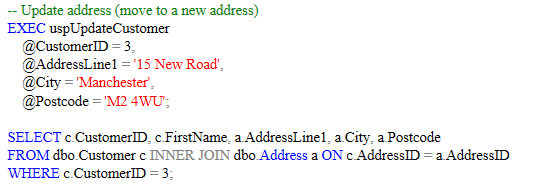 -- Update address (move to a new address)
EXEC uspUpdateCustomer
@CustomerID = 3,
@AddressLine1 = '15 New Road',
@City = 'Manchester',
@Postcode = 'M2 4WU';
SELECT c.CustomerID, c.FirstName, a.AddressLine1, a.City, a.Postcode
FROM dbo.Customer c INNER JOIN dbo.Address a ON c.AddressID = a.AddressID
WHERE c.CustomerID = 3;